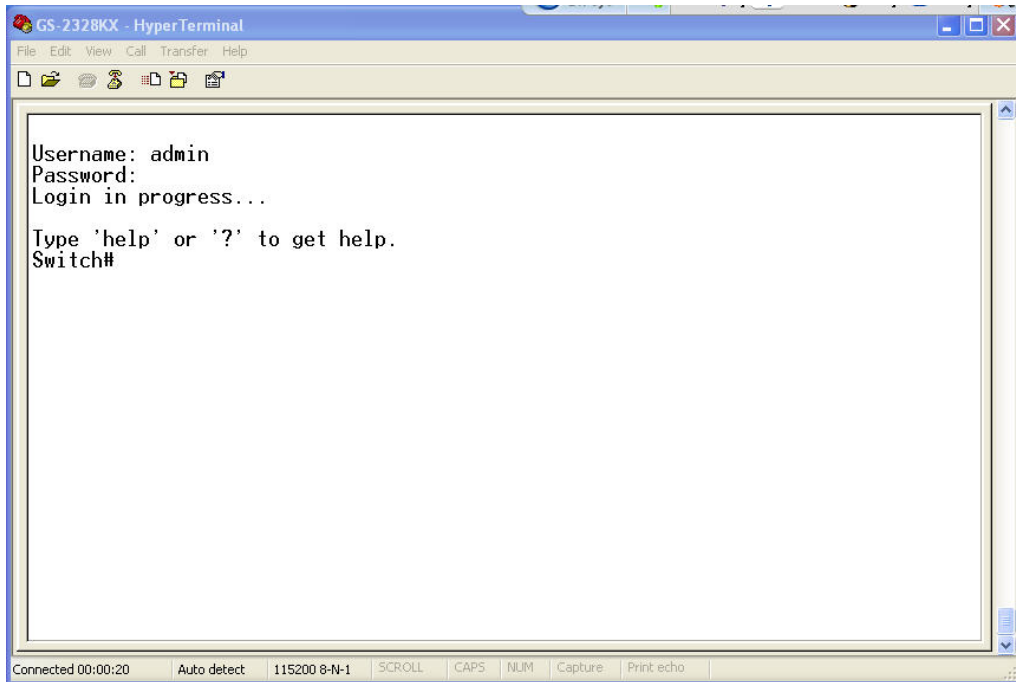 GS-2328KX - HyperTerminal
File Edit View Call Transfer Help
Username: admin
Password:
Login in progress...
Type 'help' or '?' to get help.
Switch#
Connected 00:00:20 Auto detect 115200 8-N-1 SCROLL CAPS NUM Capture Print echo